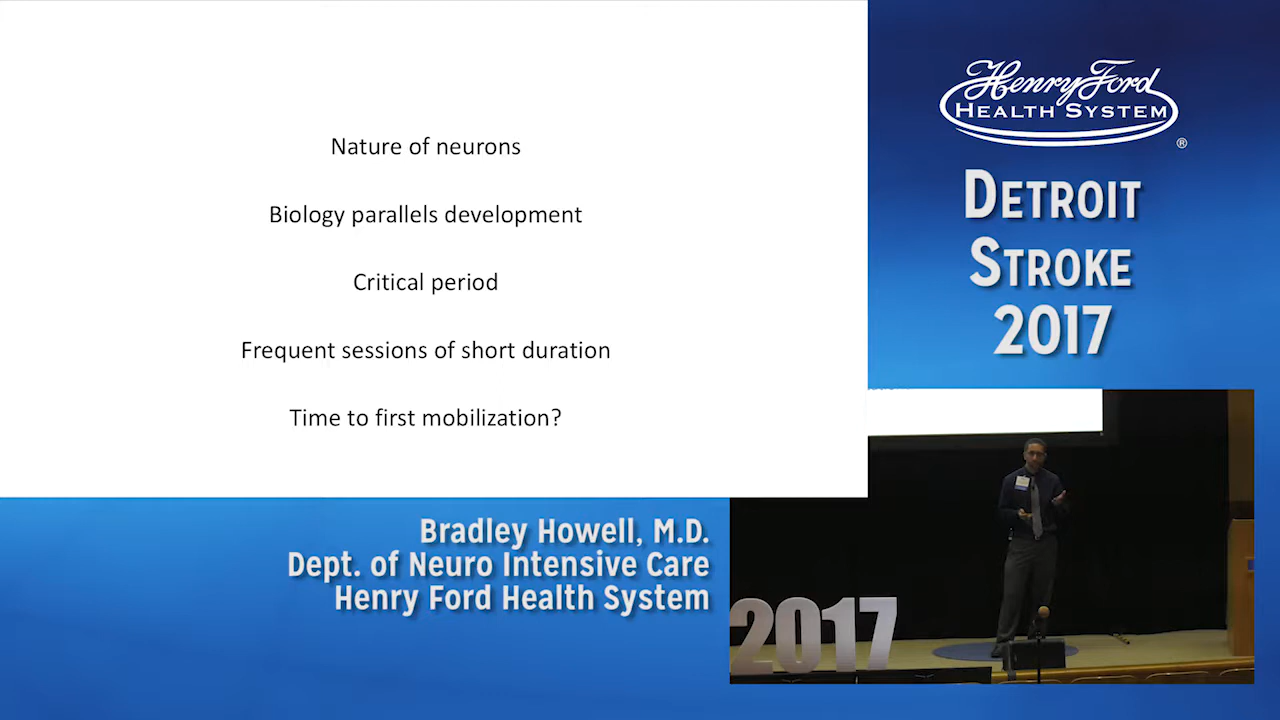 Nature of neurons
Biology parallels development
Critical period
Frequent sessions of short duration
Time to first mobilization?
Henry Ford
HEALTH SYSTEM
®
DETROIT
STROKE
2017
Bradley Howell, M.D.
Dept. of Neuro Intensive Care
Henry Ford Health System
2017